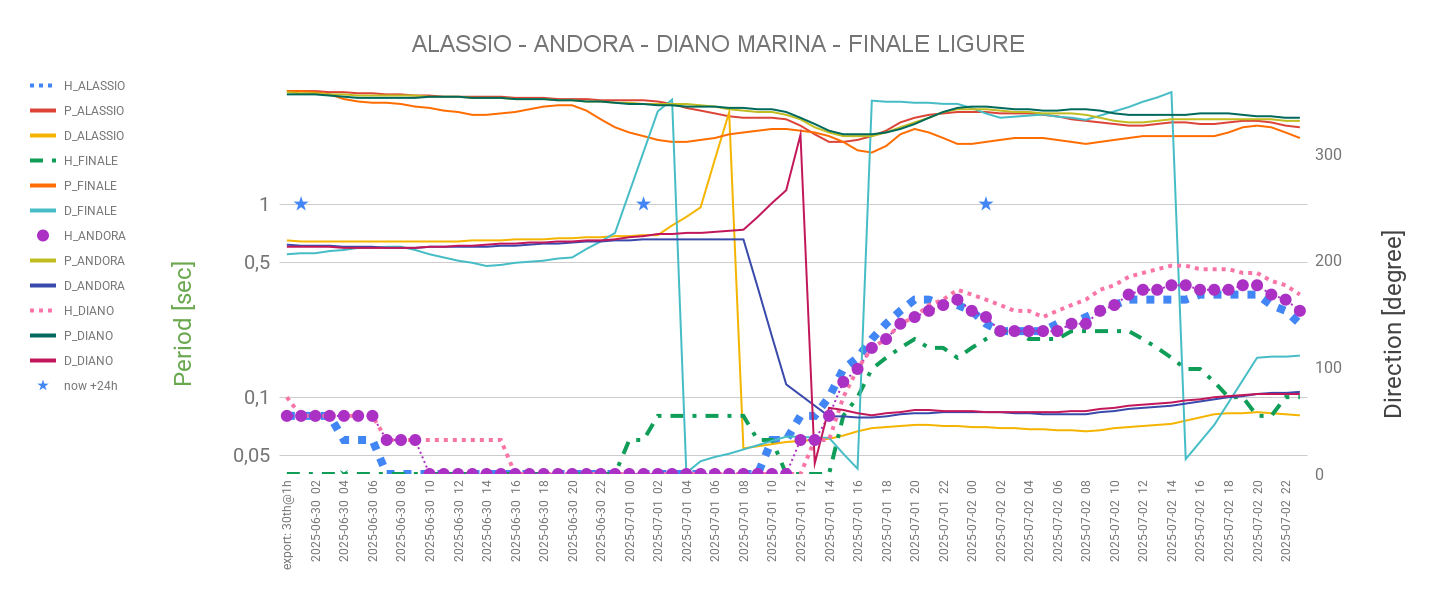 ALASSIO - ANDORA - DIANO MARINA - FINALE LIGURE
H_ALASSIO
P_ALASSIO
D_ALASSIO
H_FINALE
P_FINALE
D_FINALE
H_ANDORA
P_ANDORA
D_ANDORA
H_DIANO
P_DIANO
D_DIANO
now +24h
Period [sec]
1
0,5
0,1
0,05
300
200
100
0
Direction [degree]
export: 30th@1h
2025-06-30 02
2025-06-30 04
2025-06-30 06
2025-06-30 08
2025-06-30 10
2025-06-30 12
2025-06-30 14
2025-06-30 16
2025-06-30 18
2025-06-30 20
2025-06-30 22
2025-07-01 00
2025-07-01 02
2025-07-01 04
2025-07-01 06
2025-07-01 08
2025-07-01 10
2025-07-01 12
2025-07-01 14
2025-07-01 16
2025-07-01 18
2025-07-01 20
2025-07-01 22
2025-07-02 00
2025-07-02 02
2025-07-02 04
2025-07-02 06
2025-07-02 08
2025-07-02 10
2025-07-02 12
2025-07-02 14
2025-07-02 16
2025-07-02 18
2025-07-02 20
2025-07-02 22